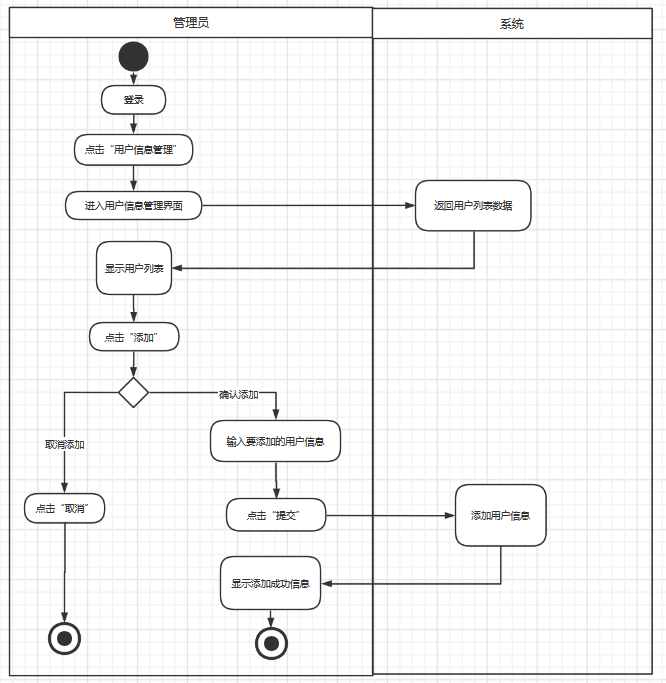 管理员
系统
登录
点击“用户信息管理”
进入用户信息管理界面
返回用户列表数据
显示用户列表
点击“添加”
确认添加
取消添加
输入要添加的用户信息
点击“取消”
点击“提交”
添加用户信息
显示添加成功信息